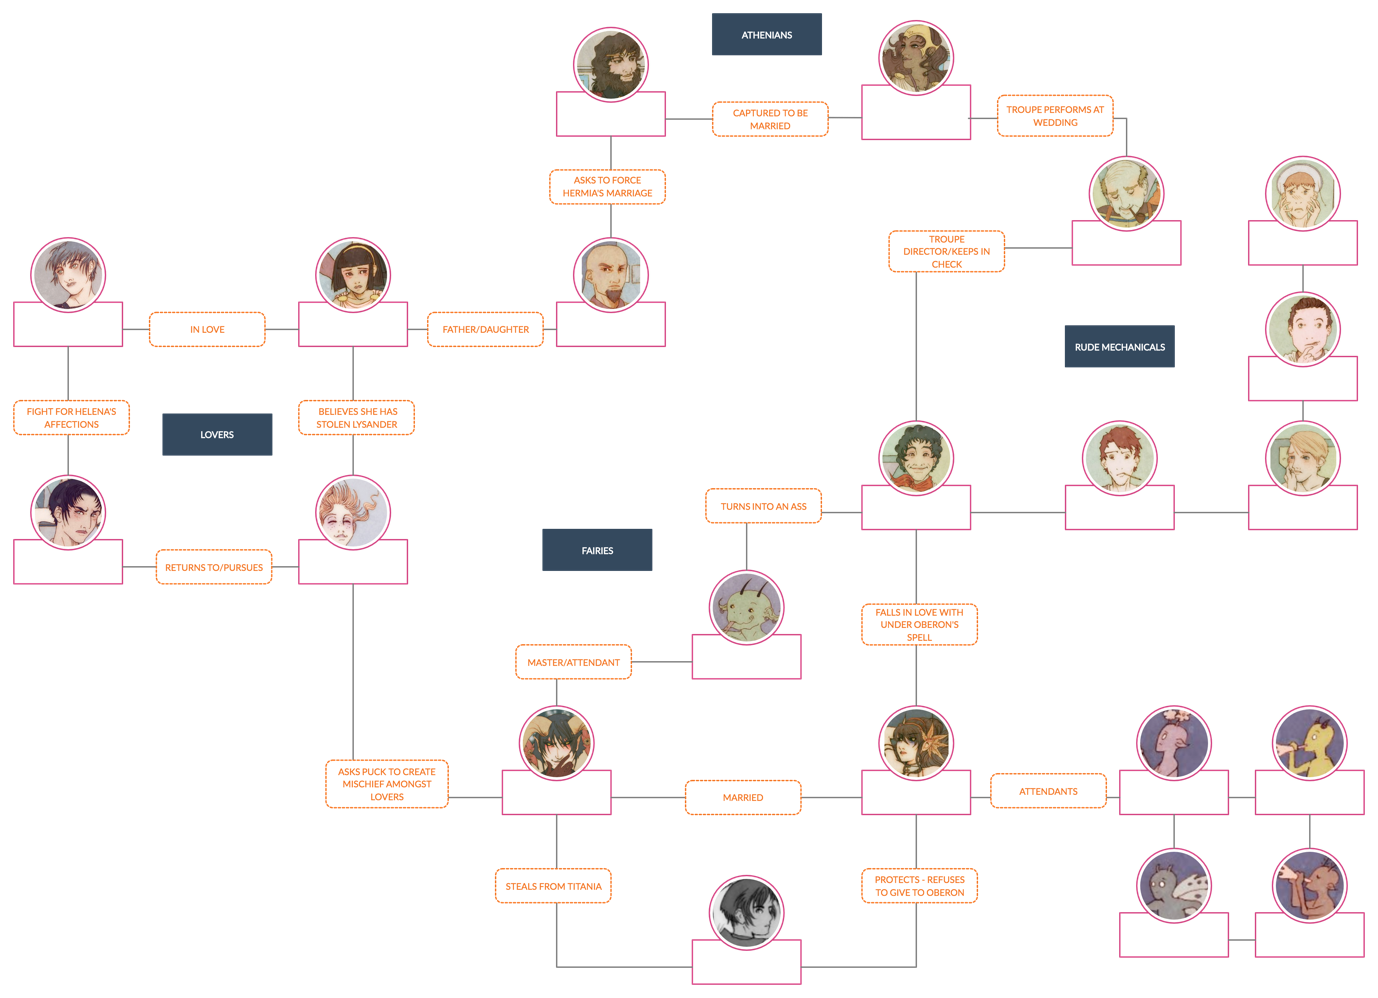 ATHENIANS
CAPTURED TO BE
MARRIED
TROUPE PERFORMS AT
WEDDING
ASKS TO FORCE
HERMIA'S MARRIAGE
TROUPE
DIRECTOR/KEEPS IN
CHECK
IN LOVE
FATHER/DAUGHTER
RUDE MECHANICALS
FIGHT FOR HELENA'S
AFFECTIONS
LOVERS
BELIEVES SHE HAS
STOLEN LYSANDER
TURNS INTO AN ASS
FAIRIES
RETURNS TO/PURSUES
FALLS IN LOVE WITH
UNDER OBERON'S
SPELL
MASTER/ATTENDANT
ASKS PUCK TO CREATE
MISCHIEF AMONGST
LOVERS
MARRIED
ATTENDANTS
STEALS FROM TITANIA
PROTECTS - REFUSES
TO GIVE TO OBERON